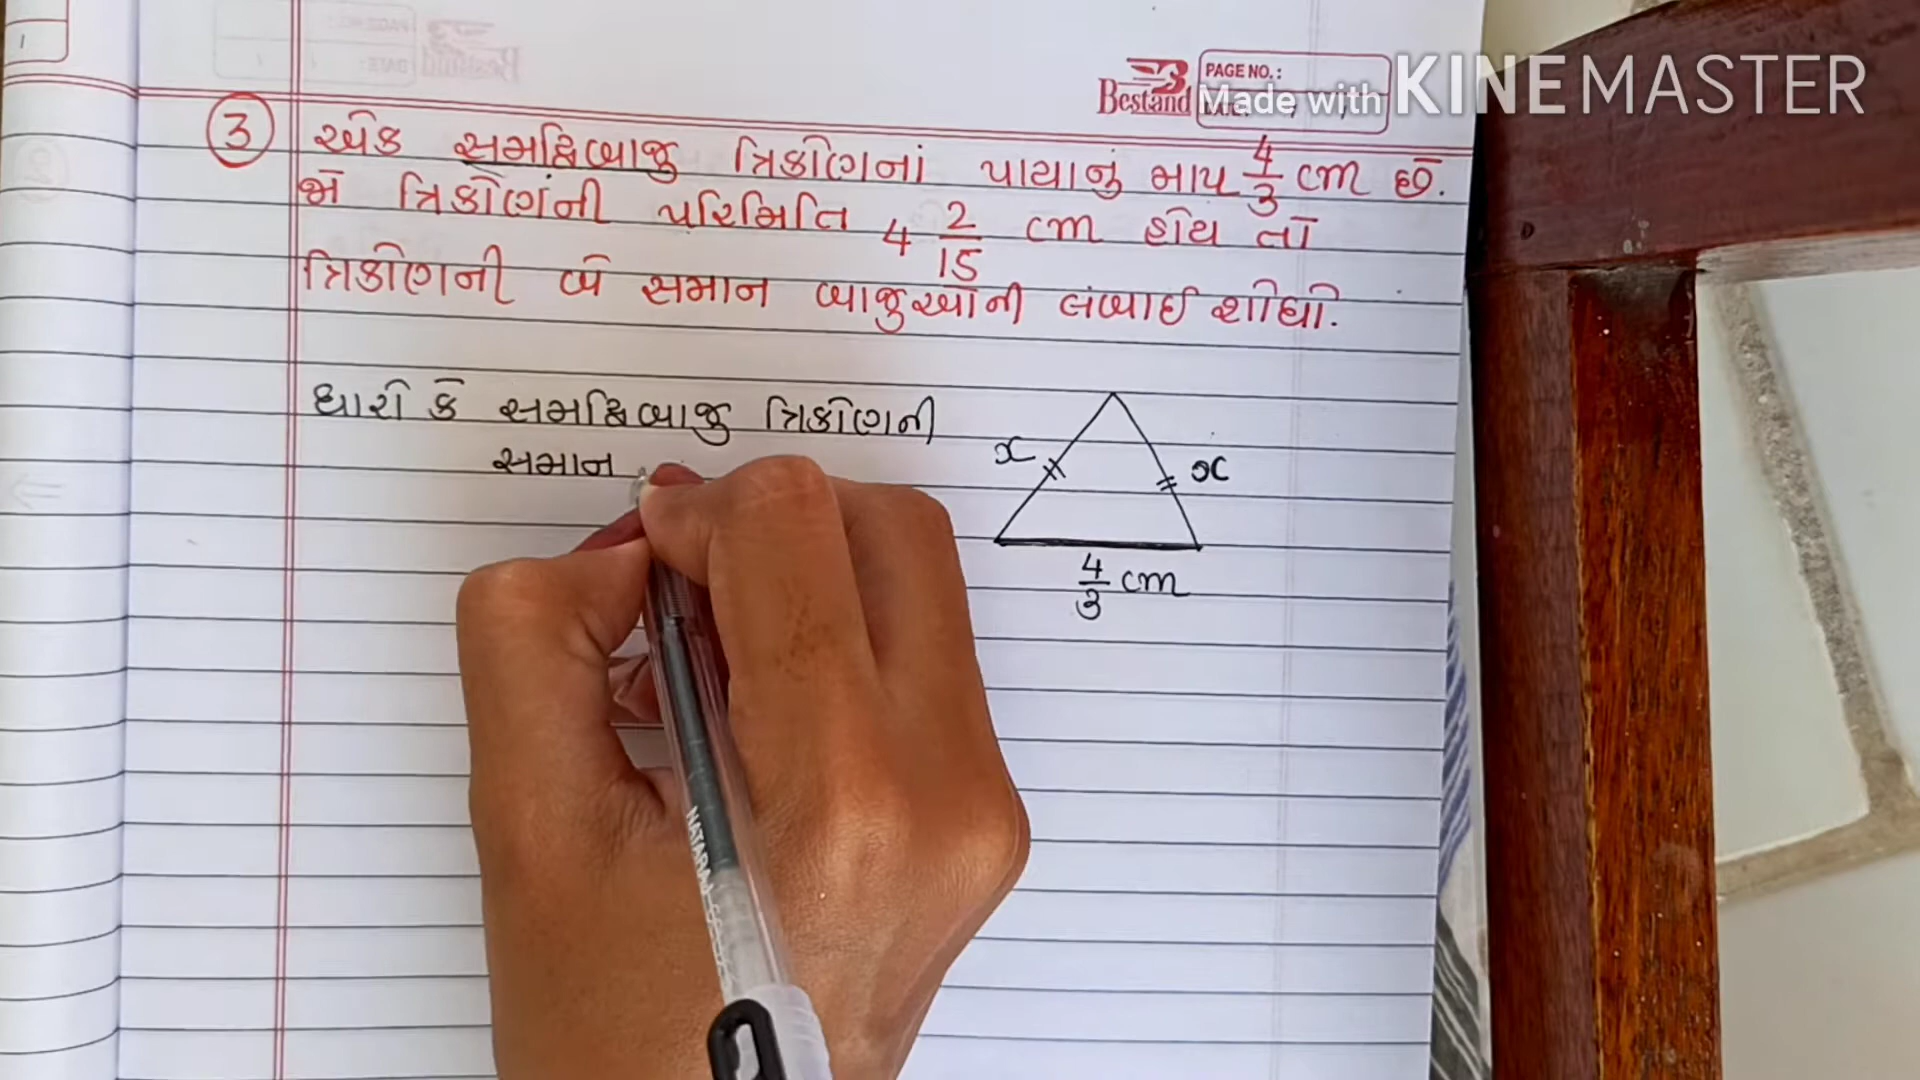 Bestand
PAGE NO. :
Made with KINEMASTER
3 એક સમદ્વિબાજુ ત્રિકોણનાં પાયાનું માપ 4/3 cm છે.
જો ત્રિકોણની પરિમિતિ 4 2/15 cm હોય તો
ત્રિકોણની બે સમાન બાજુઓની લંબાઈ શોધો.
ધારો કે સમદ્વિબાજુ ત્રિકોણની
સમાન
x x
4/3 cm
NATARAJ